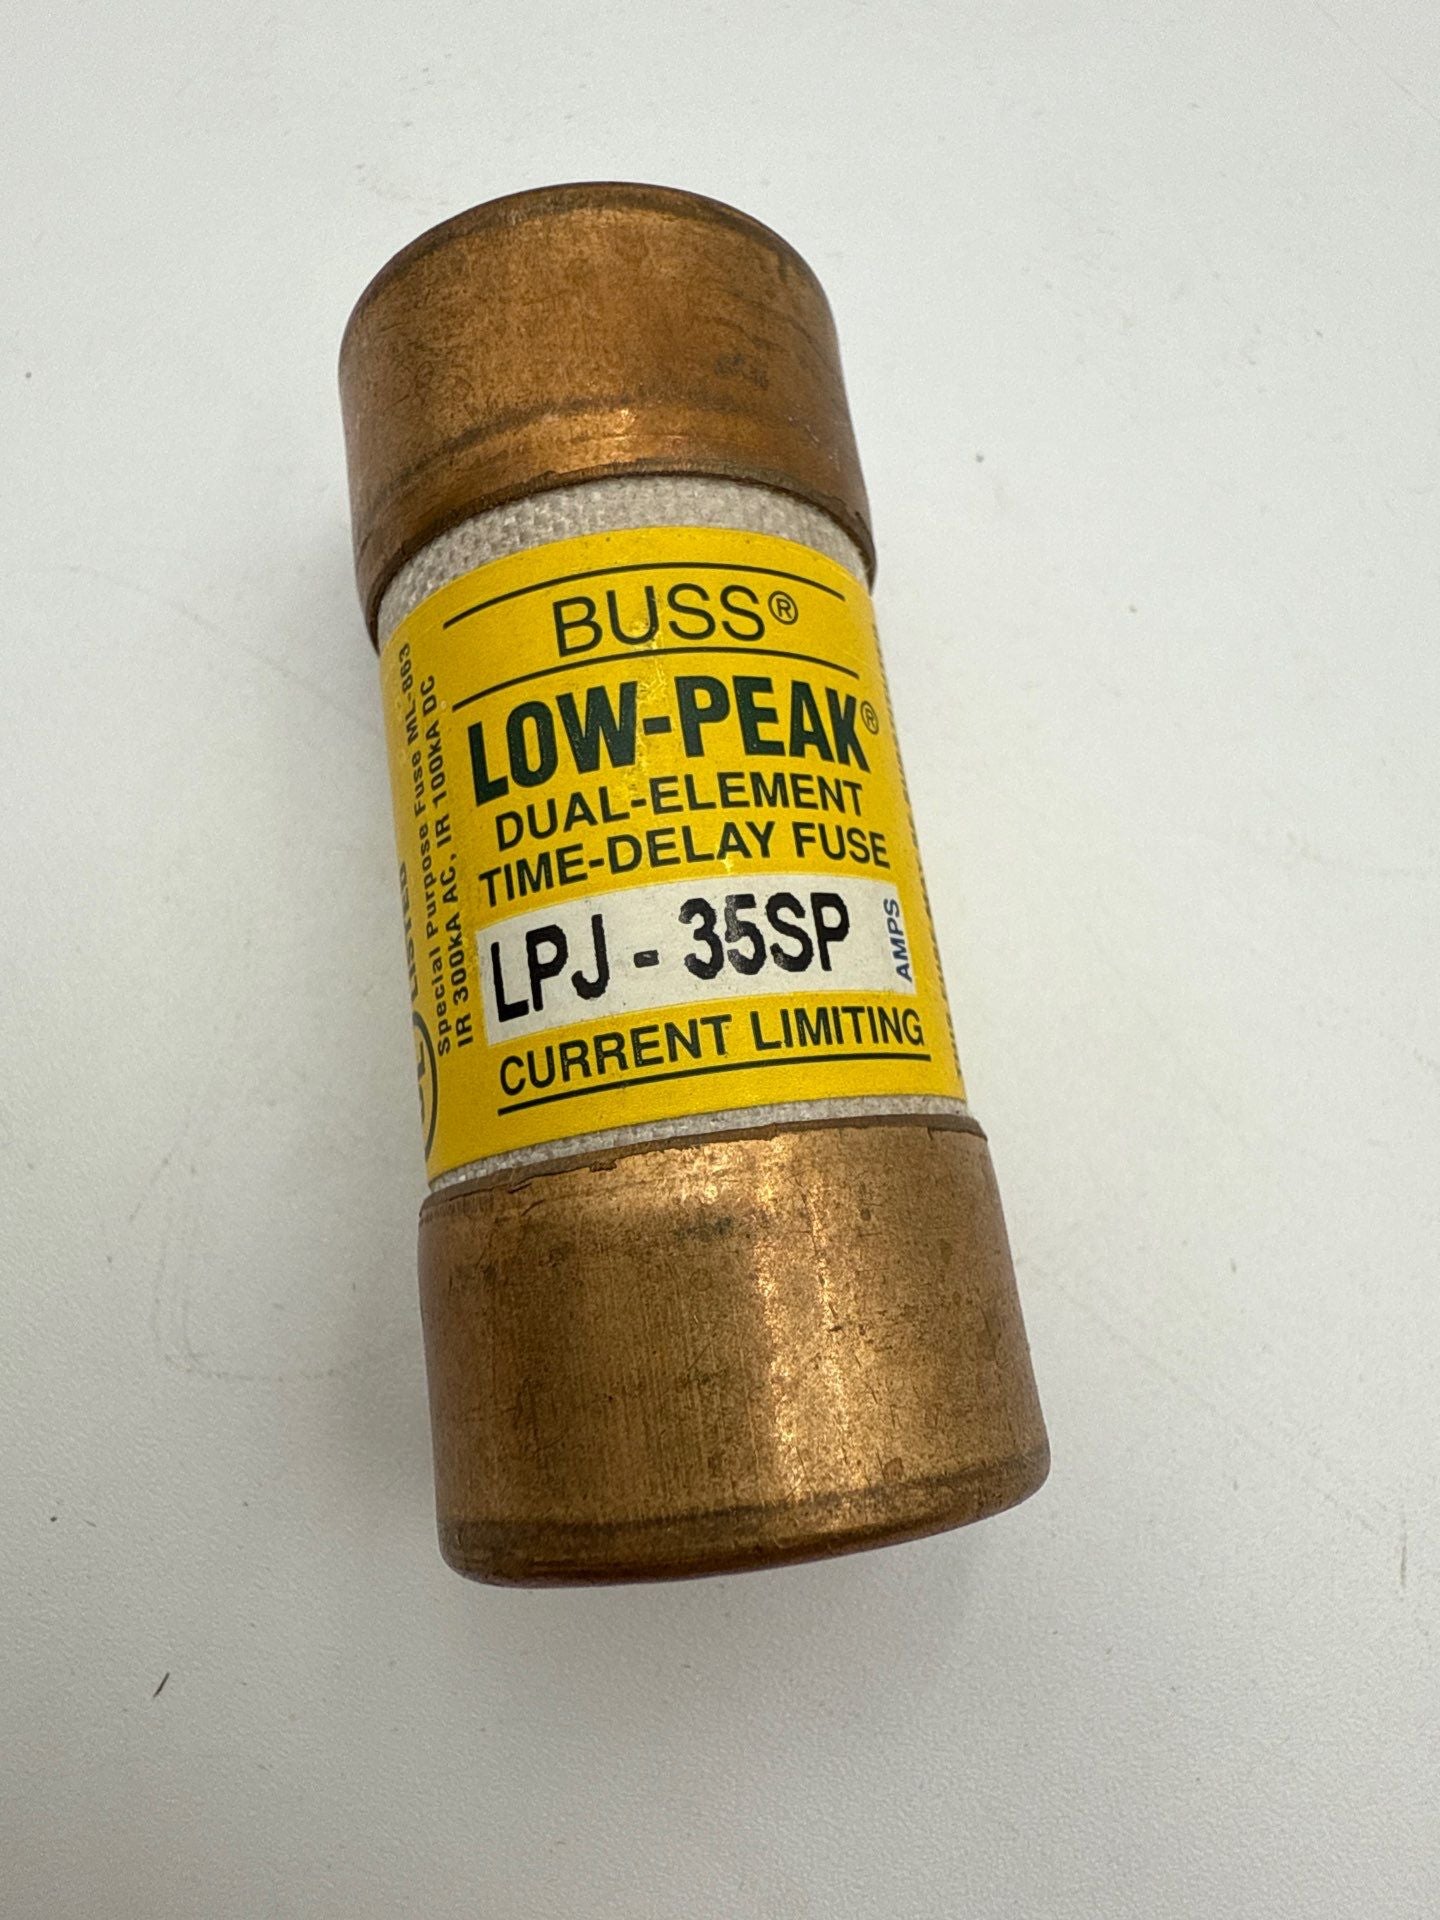 BUSS®
LOW-PEAK®
DUAL-ELEMENT
TIME-DELAY FUSE
LPJ - 35SP
AMPS
CURRENT LIMITING
LISTED
Special Purpose Fuse ML-863
IR 300kA AC, IR 100kA DC